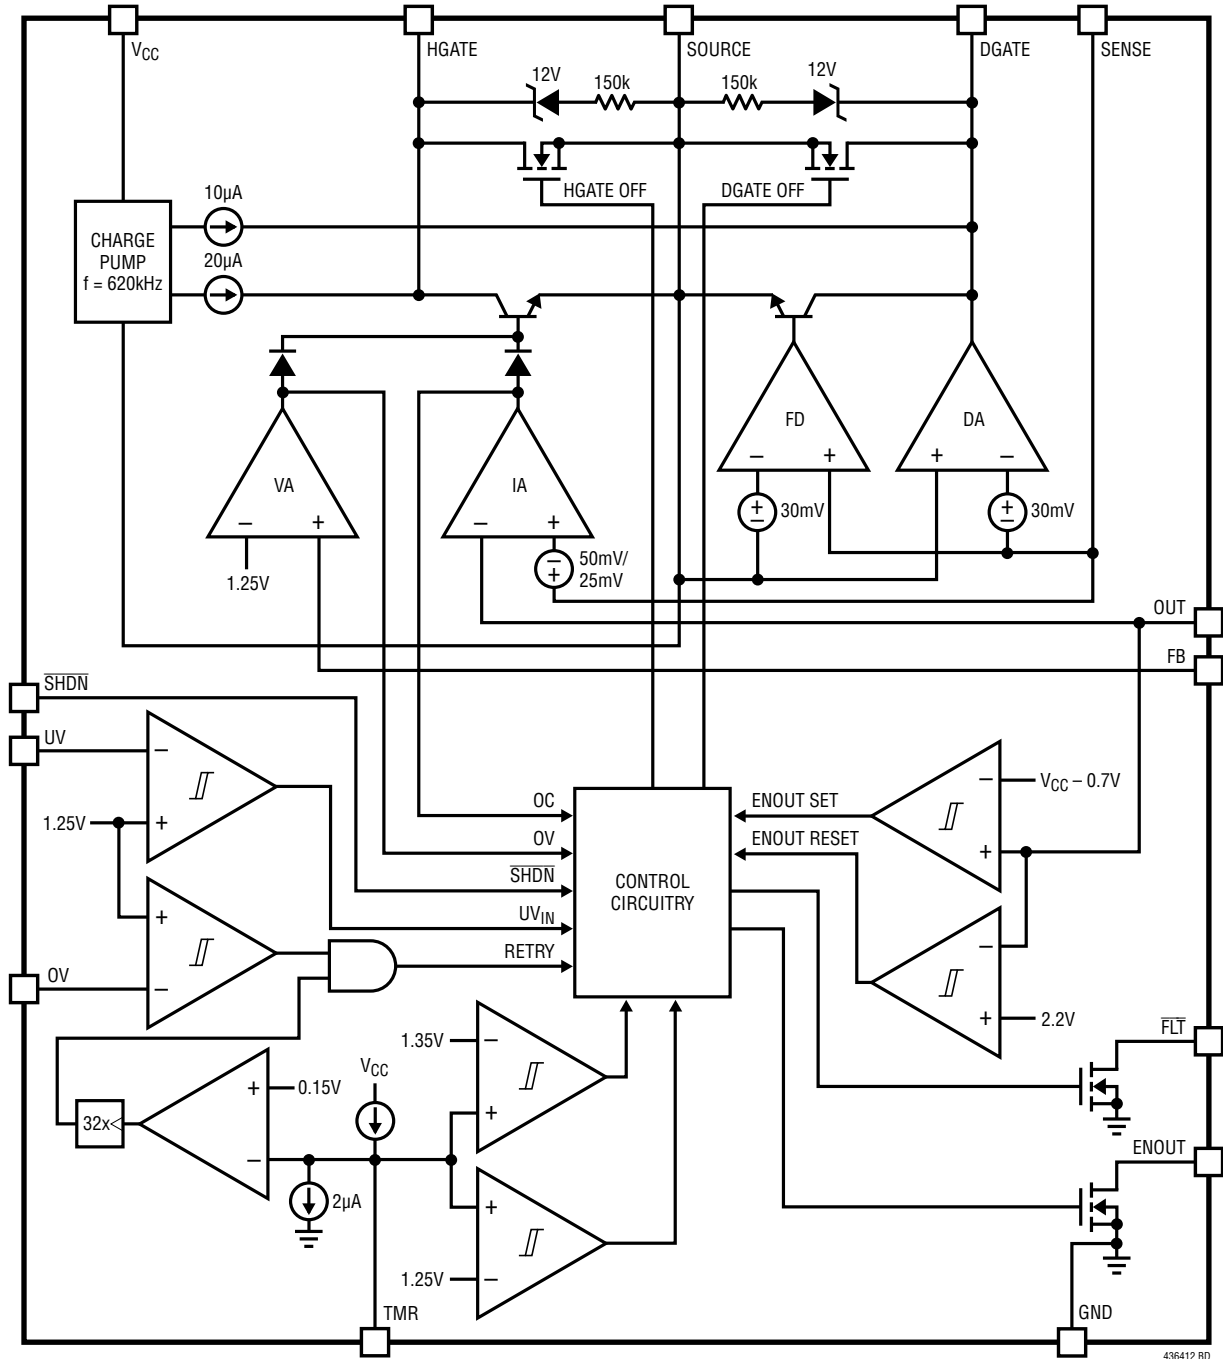 VCC
HGATE
SOURCE
DGATE
SENSE
12V
150k
150k
12V
HGATE OFF
DGATE OFF
10µA
CHARGE
PUMP
f = 620kHz
20µA
FD
DA
–
+
+
–
VA
IA
+
–
30mV
+
–
30mV
–
+
–
+
1.25V
–
+
50mV/
25mV
OUT
FB
SHDN
UV
–
1.25V
+
–
VCC – 0.7V
OC
ENOUT SET
OV
ENOUT RESET
+
SHDN
CONTROL
CIRCUITRY
UVIN
+
–
RETRY
OV
–
+
2.2V
FLT
1.35V
–
VCC
+
0.15V
32x
+
–
2µA
+
ENOUT
1.25V
–
TMR
GND
436412 BD